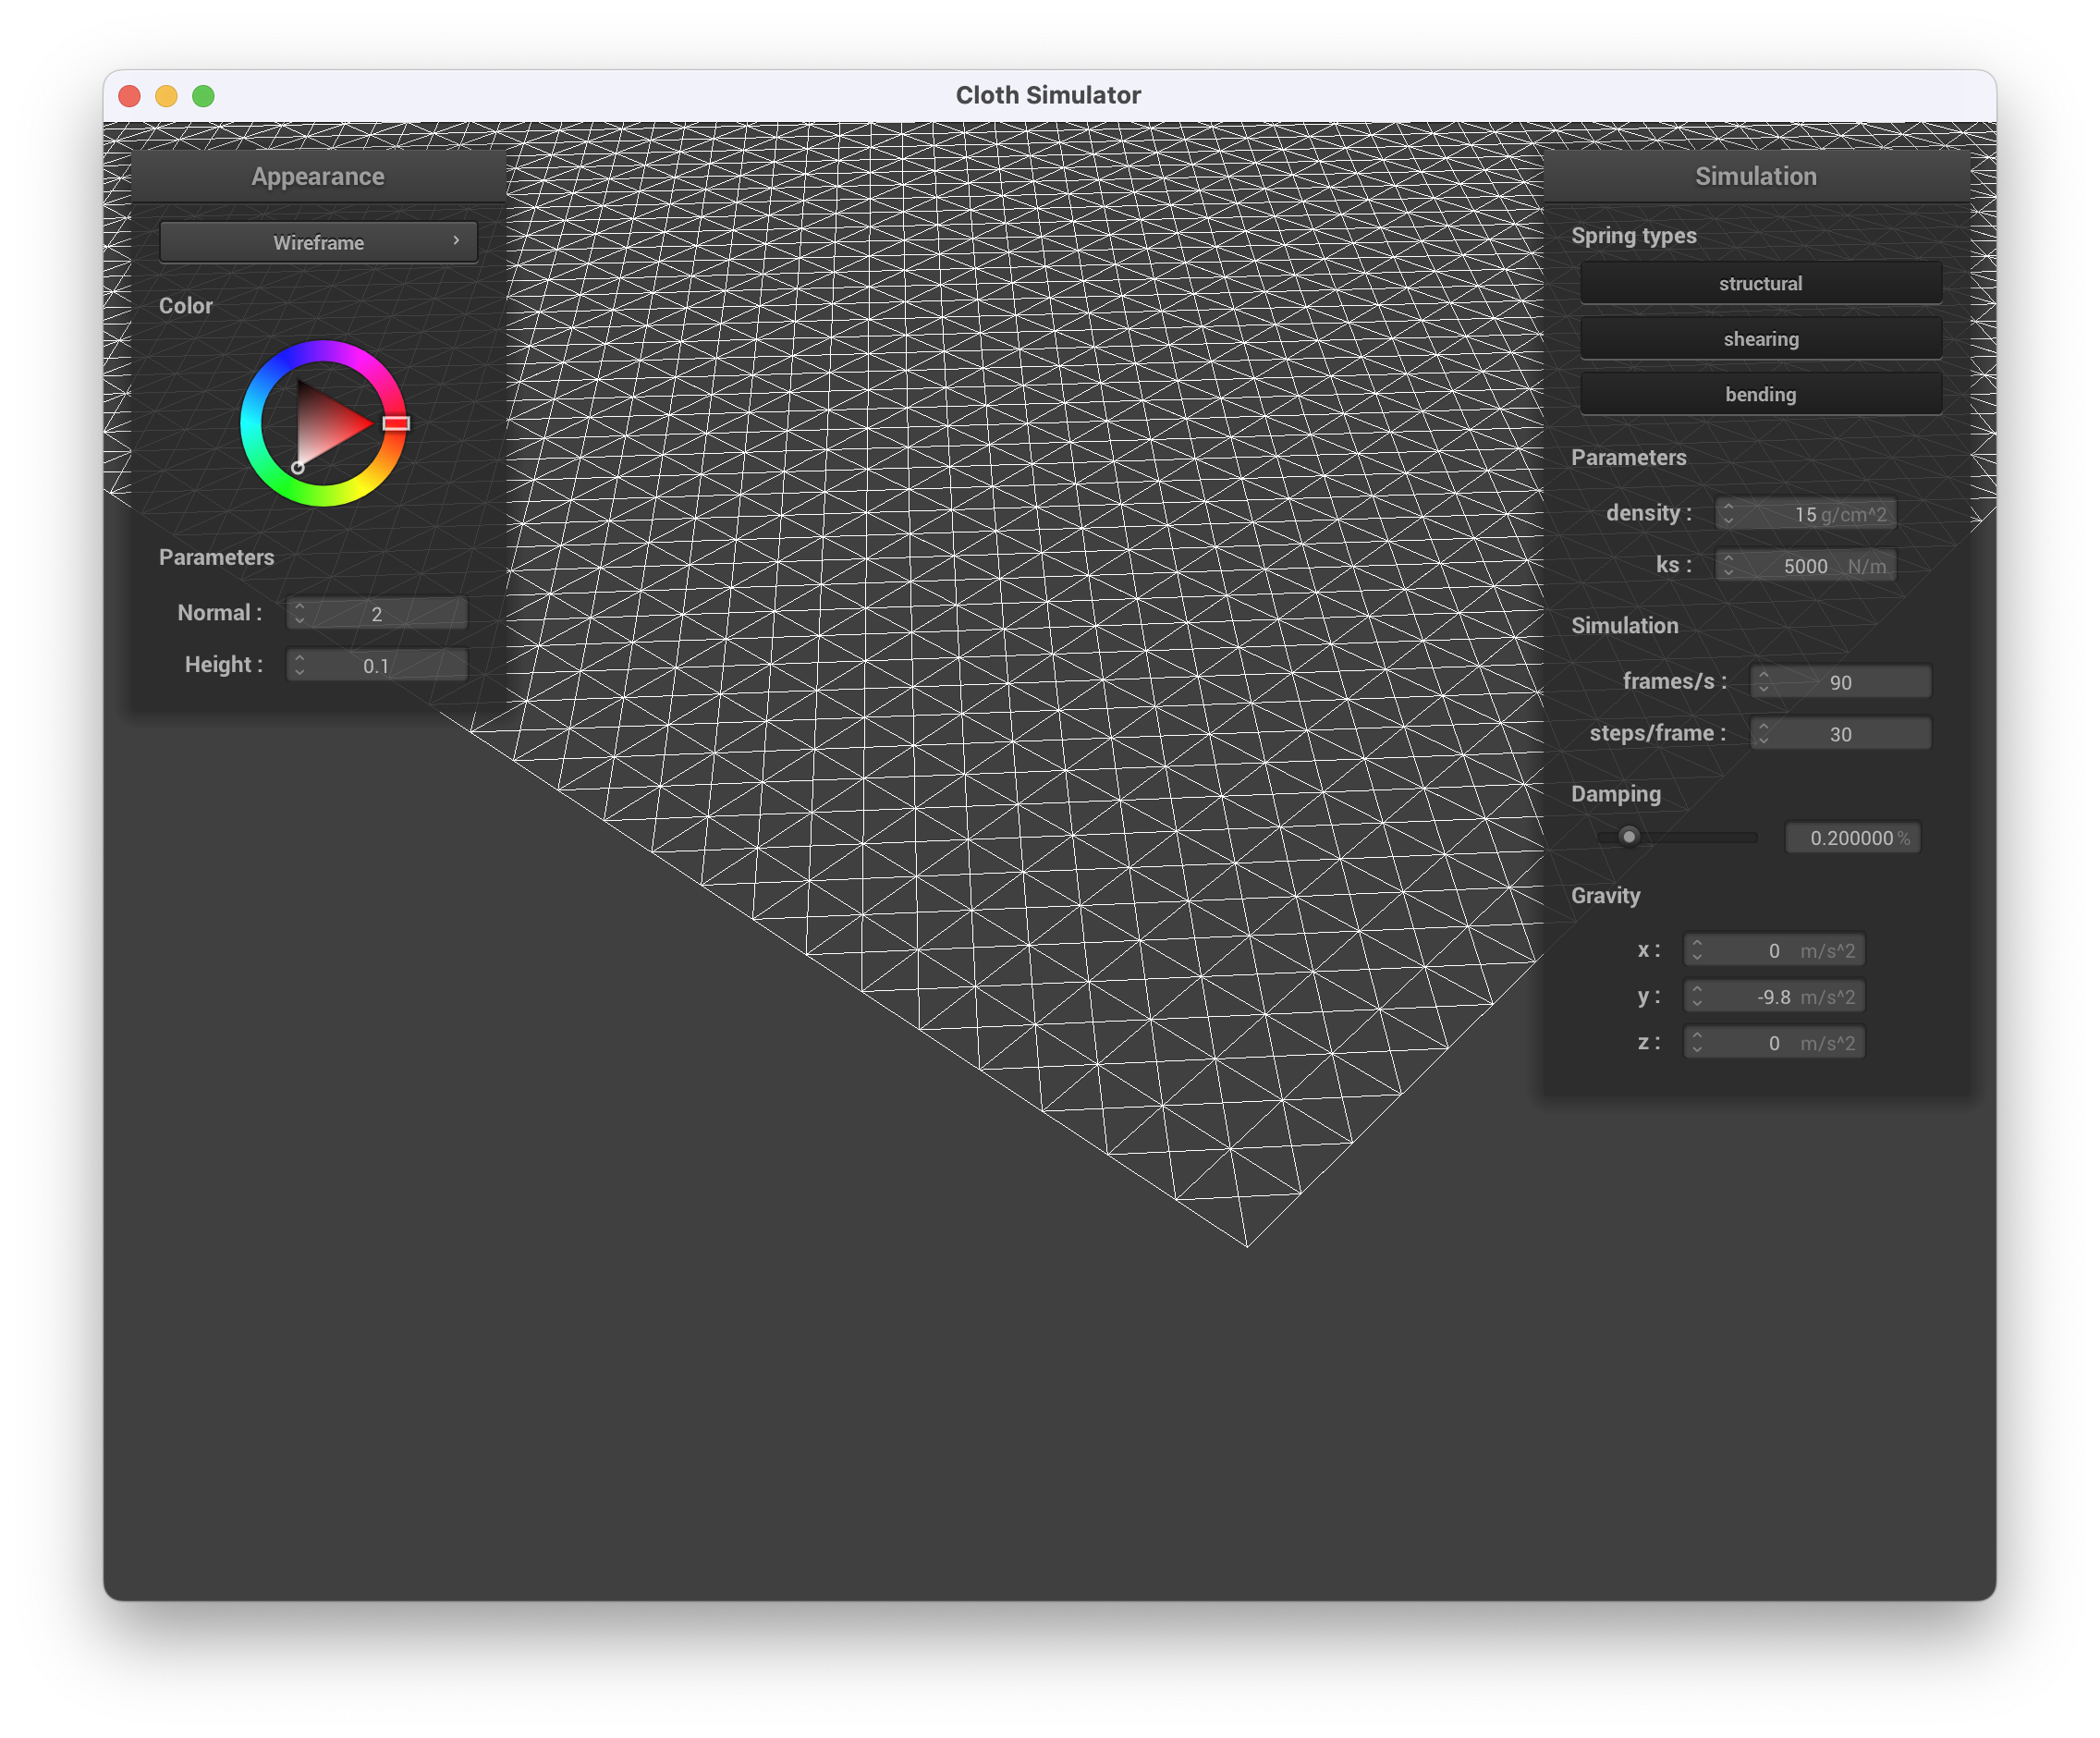 Cloth Simulator
Appearance
Wireframe
Color
Parameters
Normal : 2
Height : 0.1
Simulation
Spring types
structural
shearing
bending
Parameters
density : 15 g/cm^2
ks : 5000 N/m
Simulation
frames/s : 90
steps/frame : 30
Damping
0.200000 %
Gravity
x : 0 m/s^2
y : -9.8 m/s^2
z : 0 m/s^2